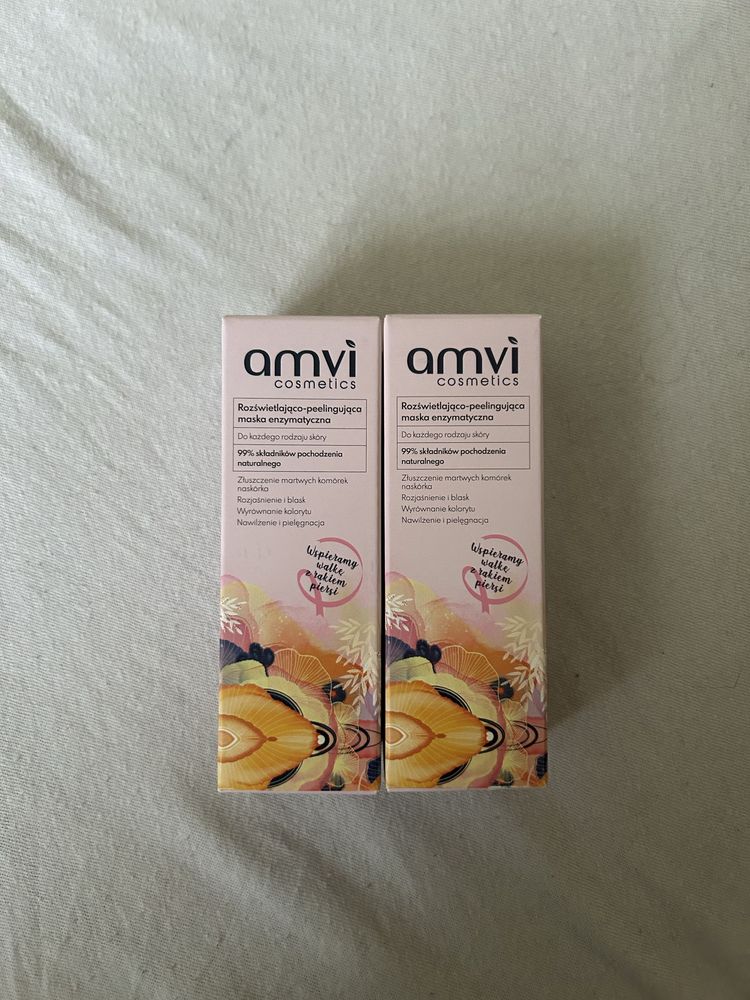 amvi
cosmetics
Rozświetlająco-peelingująca
maska enzymatyczna
Do każdego rodzaju skóry
99% składników pochodzenia
naturalnego
Złuszczenie martwych komórek
naskórka
Rozjaśnienie i blask
Wyrównanie kolorytu
Nawilżenie i pielęgnacja
Wspieramy
walkę
z rakiem
piersi
amvi
cosmetics
Rozświetlająco-peelingująca
maska enzymatyczna
Do każdego rodzaju skóry
99% składników pochodzenia
naturalnego
Złuszczenie martwych komórek
naskórka
Rozjaśnienie i blask
Wyrównanie kolorytu
Nawilżenie i pielęgnacja
Wspieramy
walkę
z rakiem
piersi